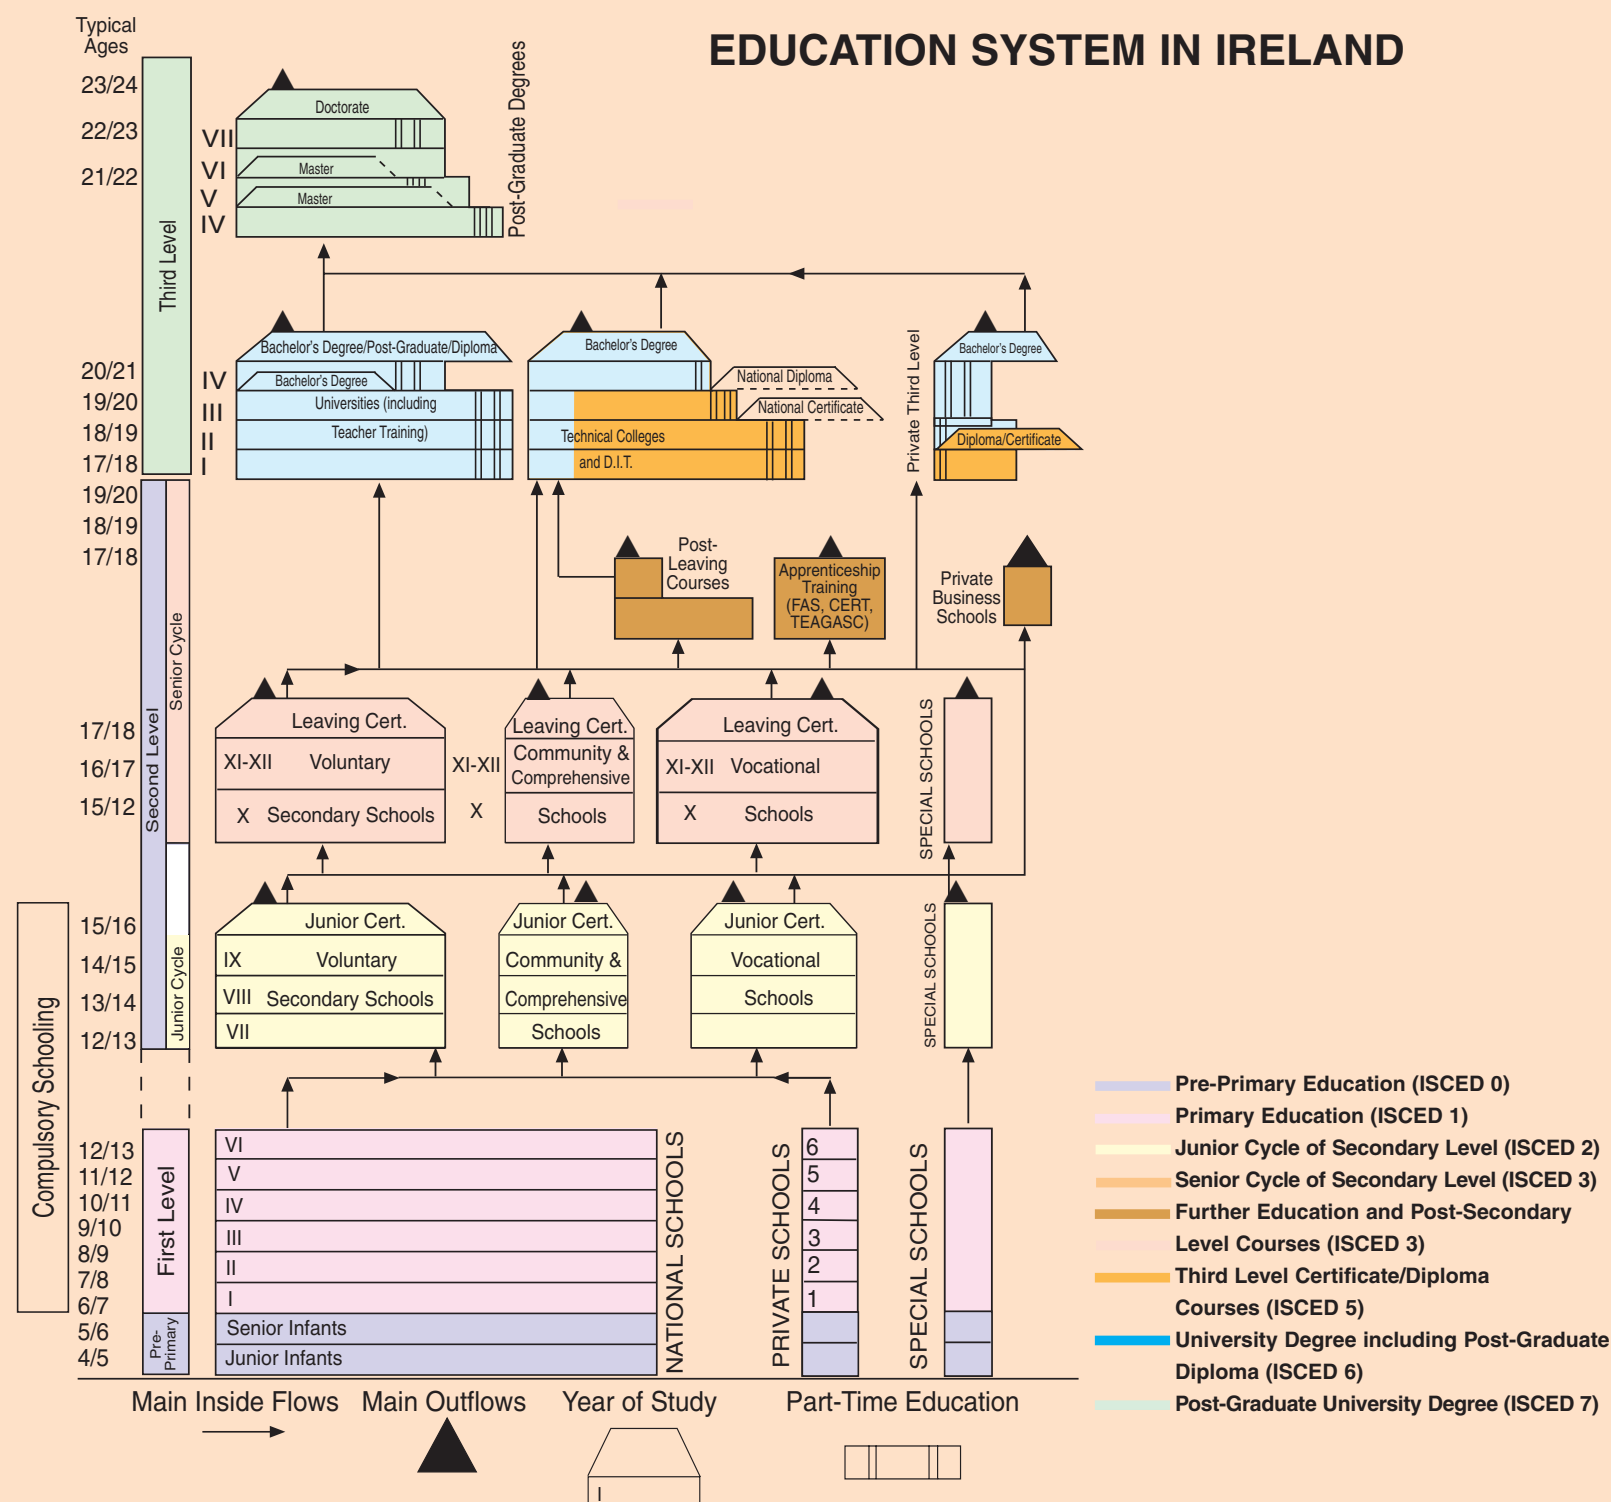 EDUCATION SYSTEM IN IRELAND
Typical
Ages
23/24
22/23
21/22
20/21
19/20
18/19
17/18
19/20
18/19
17/18
17/18
16/17
15/12
15/16
14/15
13/14
12/13
12/13
11/12
10/11
9/10
8/9
7/8
6/7
5/6
4/5
Third Level
Second Level
Senior Cycle
Junior Cycle
Compulsory Schooling
First Level
Pre-
Primary
VII
VI
V
IV
Doctorate
Master
Master
Post-Graduate Degrees
IV
III
II
I
Bachelor's Degree/Post-Graduate/Diploma
Bachelor's Degree
Universities (including
Teacher Training)
Bachelor's Degree
National Diploma
National Certificate
Technical Colleges
and D.I.T.
Private Third Level
Bachelor's Degree
Diploma/Certificate
Post-
Leaving
Courses
Apprenticeship
Training
(FAS, CERT,
TEAGASC)
Private
Business
Schools
Leaving Cert.
XI-XII Voluntary
X Secondary Schools
XI-XII
X
Leaving Cert.
Community &
Comprehensive
Schools
Leaving Cert.
XI-XII Vocational
X Schools
SPECIAL SCHOOLS
Junior Cert.
IX Voluntary
VIII Secondary Schools
VII
Junior Cert.
Community &
Comprehensive
Schools
Junior Cert.
Vocational
Schools
SPECIAL SCHOOLS
VI
V
IV
III
II
I
Senior Infants
Junior Infants
NATIONAL SCHOOLS
PRIVATE SCHOOLS
6
5
4
3
2
1
SPECIAL SCHOOLS
Pre-Primary Education (ISCED 0)
Primary Education (ISCED 1)
Junior Cycle of Secondary Level (ISCED 2)
Senior Cycle of Secondary Level (ISCED 3)
Further Education and Post-Secondary
Level Courses (ISCED 3)
Third Level Certificate/Diploma
Courses (ISCED 5)
University Degree including Post-Graduate
Diploma (ISCED 6)
Post-Graduate University Degree (ISCED 7)
Main Inside Flows
Main Outflows
Year of Study
Part-Time Education
I